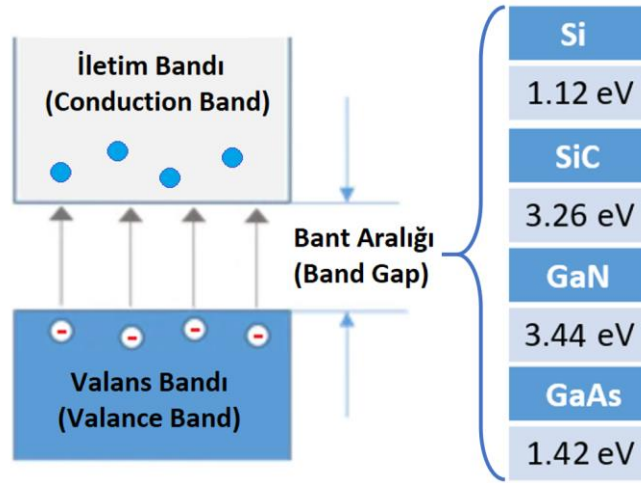 İletim Bandı
(Conduction Band)
Bant Aralığı
(Band Gap)
Valans Bandı
(Valance Band)
Si
1.12 eV
SiC
3.26 eV
GaN
3.44 eV
GaAs
1.42 eV